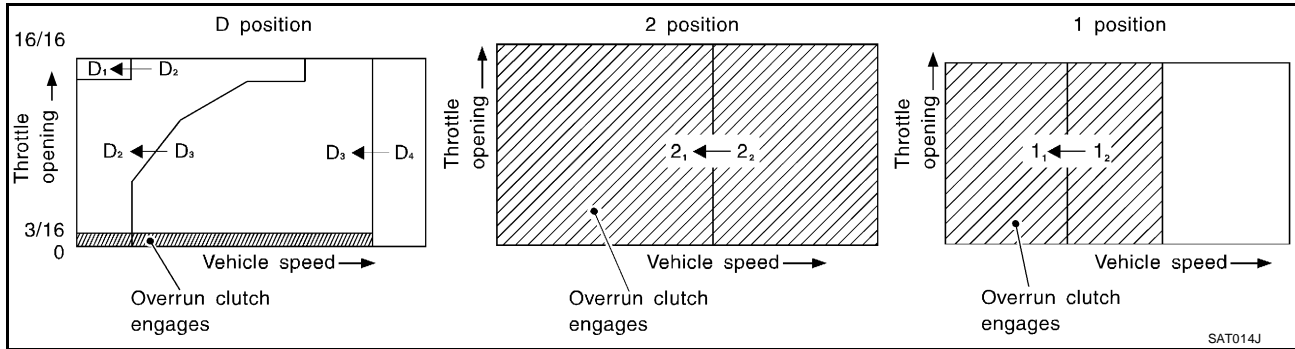 D position
16/16
Throttle opening
D₁ D₂
D₂ D₃
D₃ D₄
3/16
0
Vehicle speed
Overrun clutch
engages
2 position
Throttle opening
2₁ 2₂
Vehicle speed
Overrun clutch
engages
1 position
Throttle opening
1₁ 1₂
Vehicle speed
Overrun clutch
engages
SAT014J